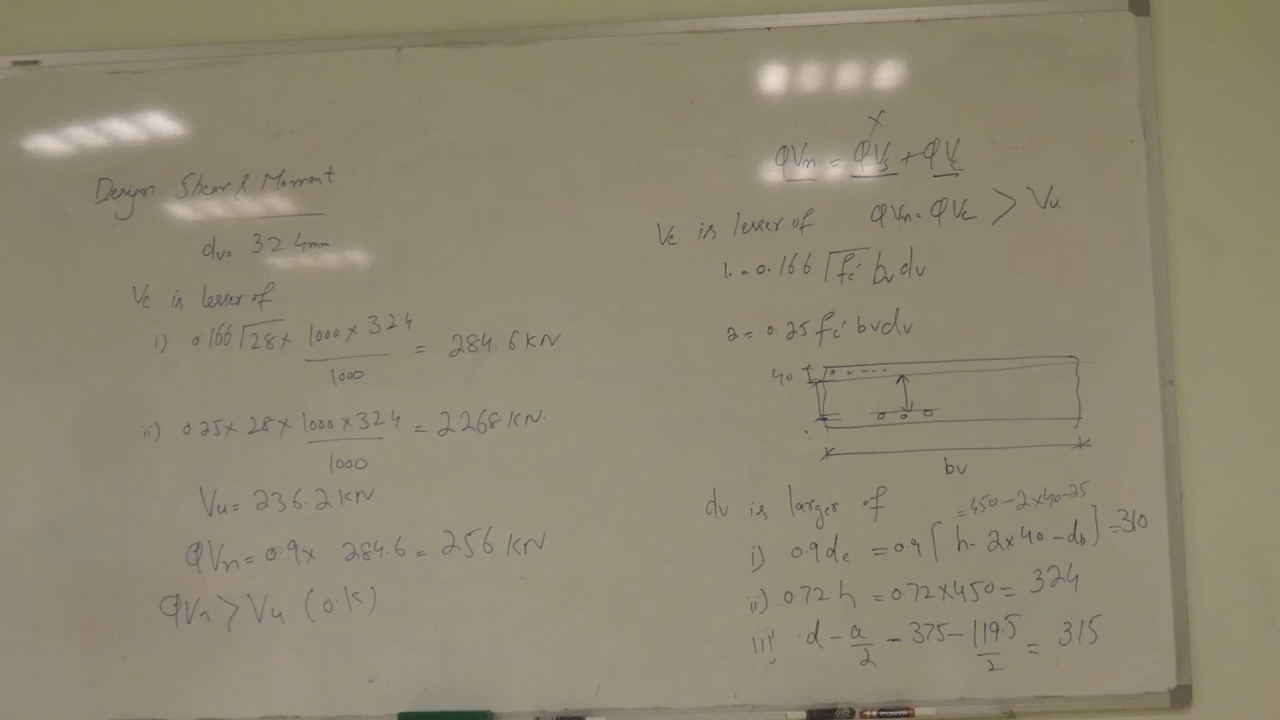 Design Shear & Moment
dv= 324mm
Vc is lesser of
i) 0.166 √28 × 1000 × 324 / 1000 = 284.6 KN
ii) 0.25 × 28 × 1000 × 324 / 1000 = 2268 KN
Vu = 236.2 KN
φVn = 0.9 × 284.6 = 256 KN
φVn > Vu (o.k)
x
φVn = φVs + φVc
Vc is lesser of φVn = φVc > Vu
1. = 0.166 √fc' bv dv
2 = 0.25 fc' bv dv
40
bv
dv is larger of
= 450 - 2×40 - 25
i) 0.9 de = 0.9 [h - 2×40 - db] = 310
ii) 0.72 h = 0.72 × 450 = 324
iii) d - a/2 = 375 - 119.5/2 = 315